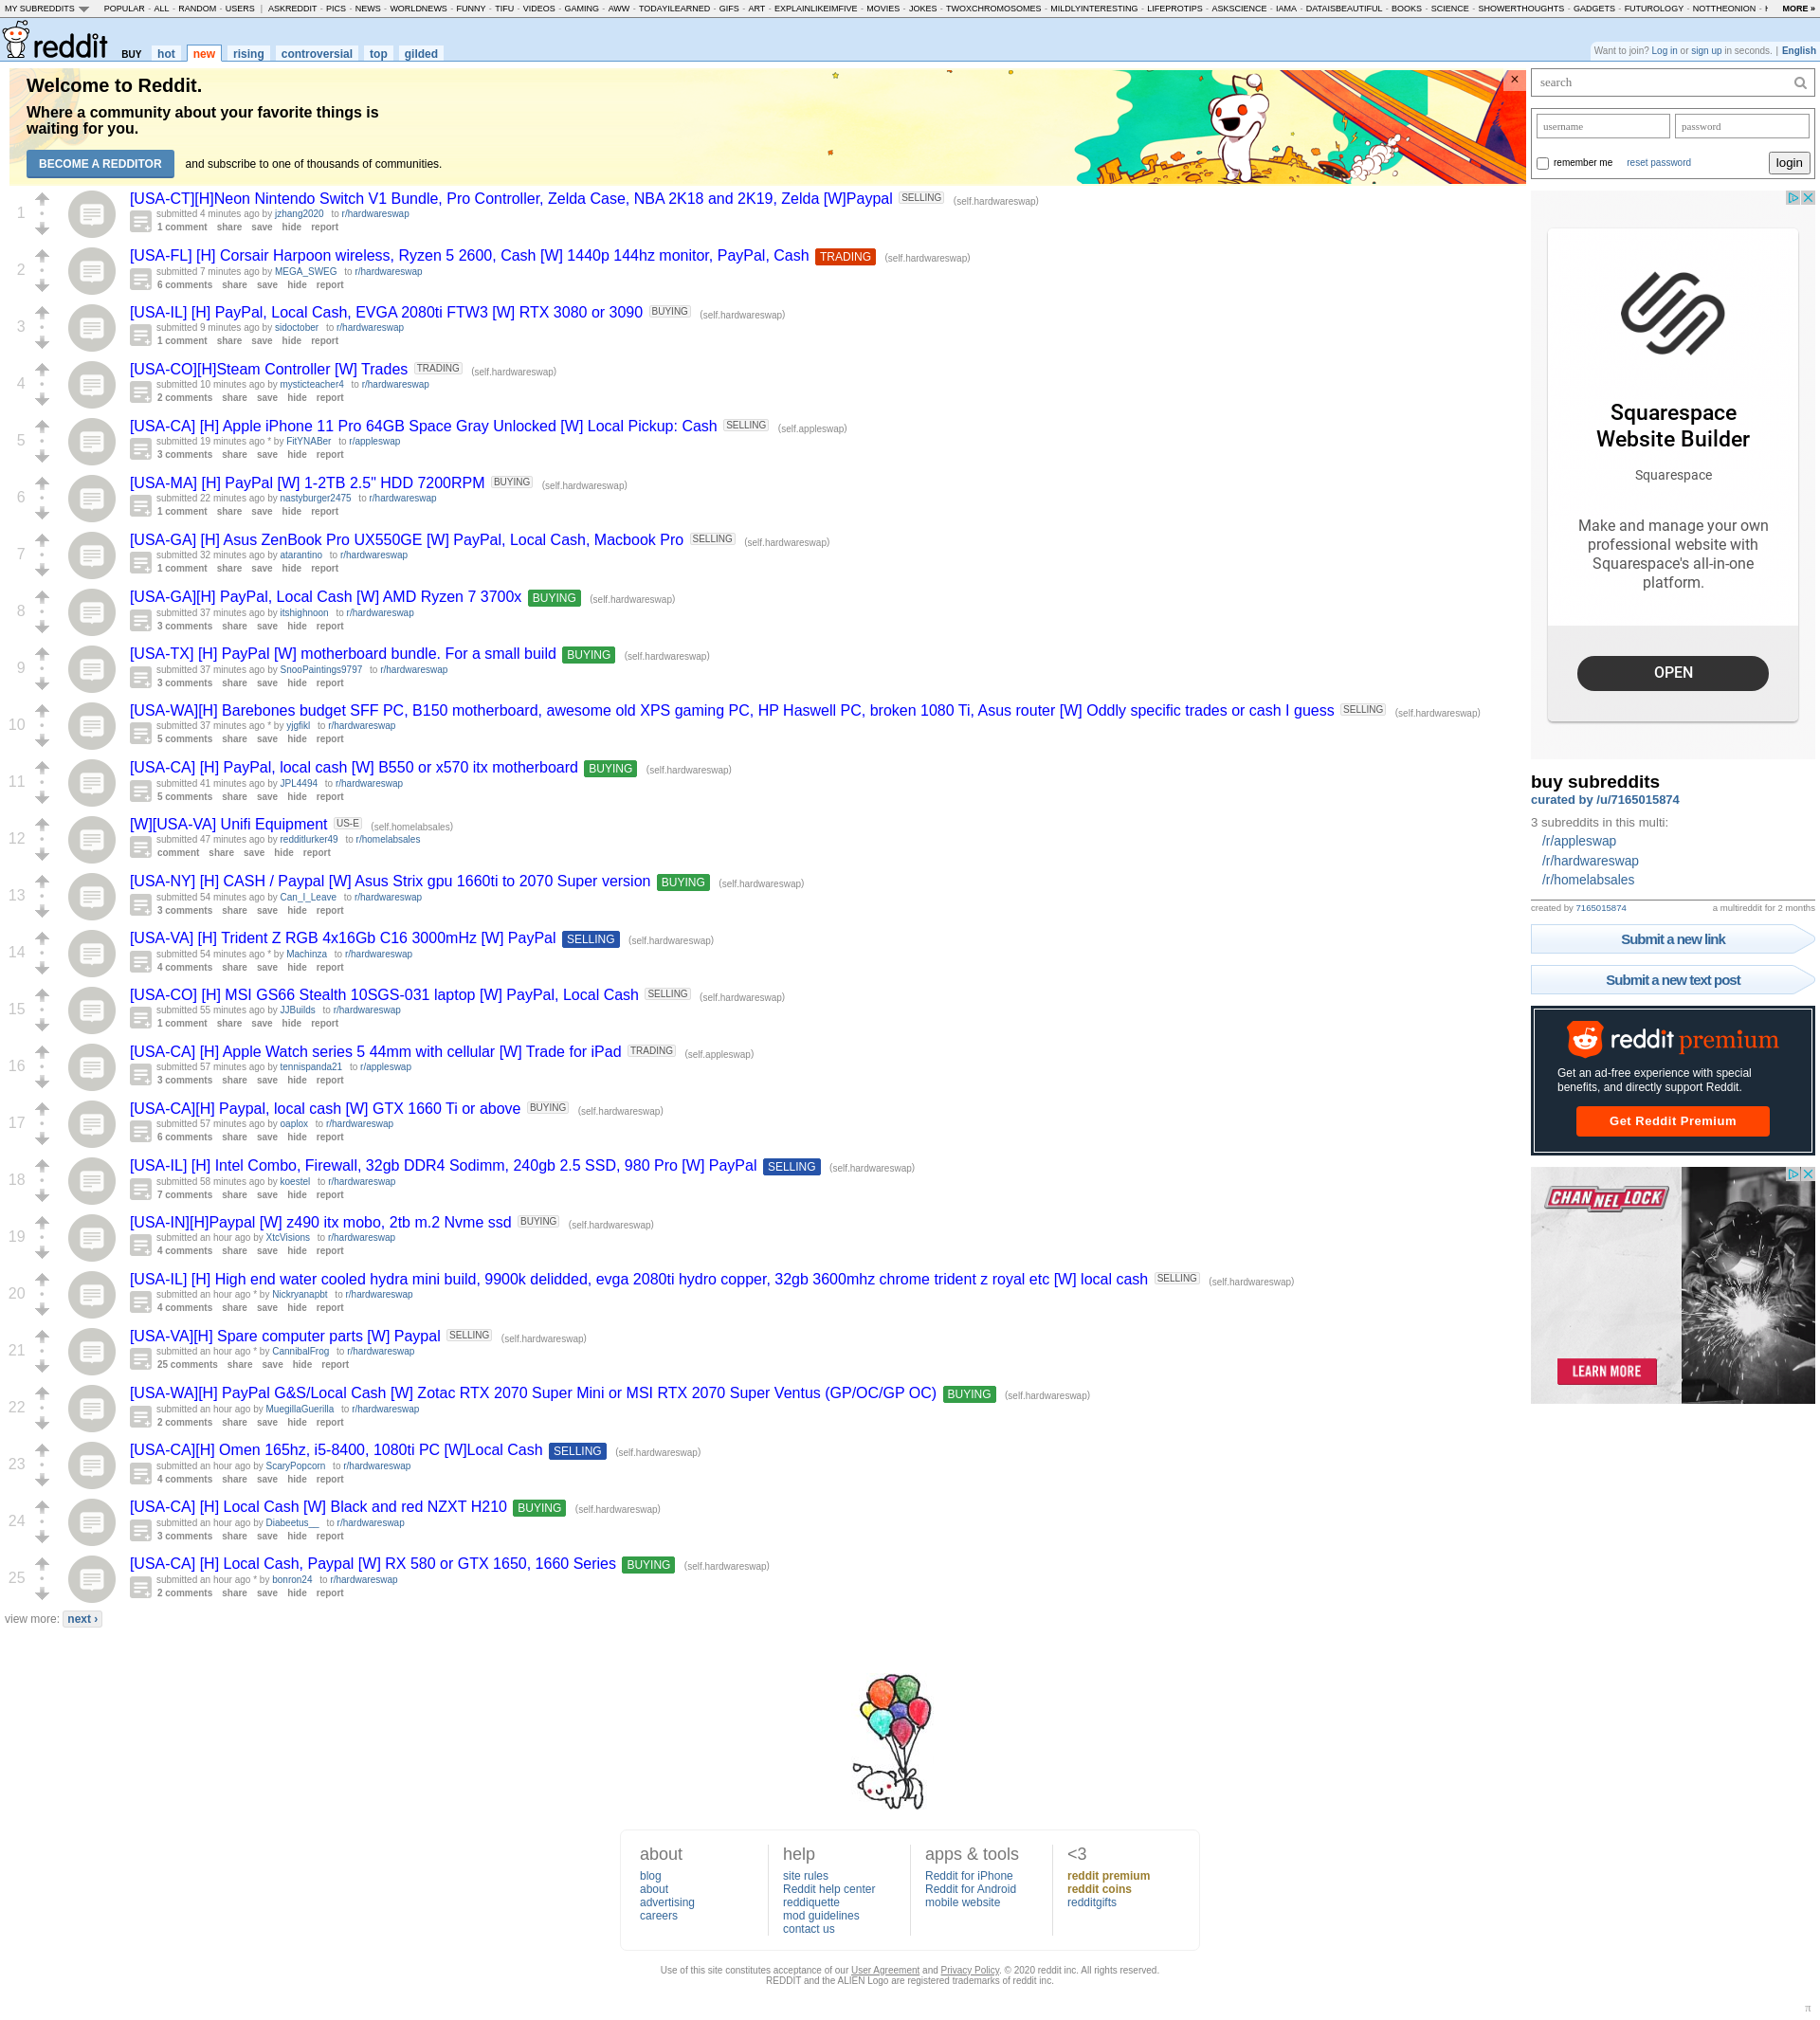 MY SUBREDDITS POPULAR - ALL - RANDOM - USERS | ASKREDDIT - PICS - NEWS - WORLDNEWS - FUNNY - TIFU - VIDEOS - GAMING - AWW - TODAYILEARNED - GIFS - ART - EXPLAINLIKEIMFIVE - MOVIES - JOKES - TWOXCHROMOSOMES - MILDLYINTERESTING - LIFEPROTIPS - ASKSCIENCE - IAMA - DATAISBEAUTIFUL - BOOKS - SCIENCE - SHOWERTHOUGHTS - GADGETS - FUTUROLOGY - NOTTHEONION - MORE »
reddit BUY hot new rising controversial top gilded
Want to join? Log in or sign up in seconds. | English
Welcome to Reddit.
Where a community about your favorite things is
waiting for you.
BECOME A REDDITOR and subscribe to one of thousands of communities.
1
[USA-CT][H]Neon Nintendo Switch V1 Bundle, Pro Controller, Zelda Case, NBA 2K18 and 2K19, Zelda [W]Paypal SELLING (self.hardwareswap)
submitted 4 minutes ago by jzhang2020 to r/hardwareswap
1 comment share save hide report
2
[USA-FL] [H] Corsair Harpoon wireless, Ryzen 5 2600, Cash [W] 1440p 144hz monitor, PayPal, Cash TRADING (self.hardwareswap)
submitted 7 minutes ago by MEGA_SWEG to r/hardwareswap
6 comments share save hide report
3
[USA-IL] [H] PayPal, Local Cash, EVGA 2080ti FTW3 [W] RTX 3080 or 3090 BUYING (self.hardwareswap)
submitted 9 minutes ago by sidoctober to r/hardwareswap
1 comment share save hide report
4
[USA-CO][H]Steam Controller [W] Trades TRADING (self.hardwareswap)
submitted 10 minutes ago by mysticteacher4 to r/hardwareswap
2 comments share save hide report
5
[USA-CA] [H] Apple iPhone 11 Pro 64GB Space Gray Unlocked [W] Local Pickup: Cash SELLING (self.appleswap)
submitted 19 minutes ago * by FitYNABer to r/appleswap
3 comments share save hide report
6
[USA-MA] [H] PayPal [W] 1-2TB 2.5" HDD 7200RPM BUYING (self.hardwareswap)
submitted 22 minutes ago by nastyburger2475 to r/hardwareswap
1 comment share save hide report
7
[USA-GA] [H] Asus ZenBook Pro UX550GE [W] PayPal, Local Cash, Macbook Pro SELLING (self.hardwareswap)
submitted 32 minutes ago by atarantino to r/hardwareswap
1 comment share save hide report
8
[USA-GA][H] PayPal, Local Cash [W] AMD Ryzen 7 3700x BUYING (self.hardwareswap)
submitted 37 minutes ago by itshighnoon to r/hardwareswap
3 comments share save hide report
9
[USA-TX] [H] PayPal [W] motherboard bundle. For a small build BUYING (self.hardwareswap)
submitted 37 minutes ago by SnooPaintings9797 to r/hardwareswap
3 comments share save hide report
10
[USA-WA][H] Barebones budget SFF PC, B150 motherboard, awesome old XPS gaming PC, HP Haswell PC, broken 1080 Ti, Asus router [W] Oddly specific trades or cash I guess SELLING (self.hardwareswap)
submitted 37 minutes ago * by yjgfikl to r/hardwareswap
5 comments share save hide report
11
[USA-CA] [H] PayPal, local cash [W] B550 or x570 itx motherboard BUYING (self.hardwareswap)
submitted 41 minutes ago by JPL4494 to r/hardwareswap
5 comments share save hide report
12
[W][USA-VA] Unifi Equipment US-E (self.homelabsales)
submitted 47 minutes ago by redditlurker49 to r/homelabsales
comment share save hide report
13
[USA-NY] [H] CASH / Paypal [W] Asus Strix gpu 1660ti to 2070 Super version BUYING (self.hardwareswap)
submitted 54 minutes ago by Can_I_Leave to r/hardwareswap
3 comments share save hide report
14
[USA-VA] [H] Trident Z RGB 4x16Gb C16 3000mHz [W] PayPal SELLING (self.hardwareswap)
submitted 54 minutes ago * by Machinza to r/hardwareswap
4 comments share save hide report
15
[USA-CO] [H] MSI GS66 Stealth 10SGS-031 laptop [W] PayPal, Local Cash SELLING (self.hardwareswap)
submitted 55 minutes ago by JJBuilds to r/hardwareswap
1 comment share save hide report
16
[USA-CA] [H] Apple Watch series 5 44mm with cellular [W] Trade for iPad TRADING (self.appleswap)
submitted 57 minutes ago by tennispanda21 to r/appleswap
3 comments share save hide report
17
[USA-CA][H] Paypal, local cash [W] GTX 1660 Ti or above BUYING (self.hardwareswap)
submitted 57 minutes ago by oaplox to r/hardwareswap
6 comments share save hide report
18
[USA-IL] [H] Intel Combo, Firewall, 32gb DDR4 Sodimm, 240gb 2.5 SSD, 980 Pro [W] PayPal SELLING (self.hardwareswap)
submitted 58 minutes ago by koestel to r/hardwareswap
7 comments share save hide report
19
[USA-IN][H]Paypal [W] z490 itx mobo, 2tb m.2 Nvme ssd BUYING (self.hardwareswap)
submitted an hour ago by XtcVisions to r/hardwareswap
4 comments share save hide report
20
[USA-IL] [H] High end water cooled hydra mini build, 9900k delidded, evga 2080ti hydro copper, 32gb 3600mhz chrome trident z royal etc [W] local cash SELLING (self.hardwareswap)
submitted an hour ago * by Nickryanapbt to r/hardwareswap
4 comments share save hide report
21
[USA-VA][H] Spare computer parts [W] Paypal SELLING (self.hardwareswap)
submitted an hour ago * by CannibalFrog to r/hardwareswap
25 comments share save hide report
22
[USA-WA][H] PayPal G&S/Local Cash [W] Zotac RTX 2070 Super Mini or MSI RTX 2070 Super Ventus (GP/OC/GP OC) BUYING (self.hardwareswap)
submitted an hour ago by MuegillaGuerilla to r/hardwareswap
2 comments share save hide report
23
[USA-CA][H] Omen 165hz, i5-8400, 1080ti PC [W]Local Cash SELLING (self.hardwareswap)
submitted an hour ago by ScaryPopcorn to r/hardwareswap
4 comments share save hide report
24
[USA-CA] [H] Local Cash [W] Black and red NZXT H210 BUYING (self.hardwareswap)
submitted an hour ago by Diabeetus__ to r/hardwareswap
3 comments share save hide report
25
[USA-CA] [H] Local Cash, Paypal [W] RX 580 or GTX 1650, 1660 Series BUYING (self.hardwareswap)
submitted an hour ago * by bonron24 to r/hardwareswap
2 comments share save hide report
view more: next ›
search
username password
remember me reset password login
Squarespace
Website Builder
Squarespace
Make and manage your own
professional website with
Squarespace's all-in-one
platform.
OPEN
buy subreddits
curated by /u/7165015874
3 subreddits in this multi:
/r/appleswap
/r/hardwareswap
/r/homelabsales
created by 7165015874 a multireddit for 2 months
Submit a new link
Submit a new text post
reddit premium
Get an ad-free experience with special
benefits, and directly support Reddit.
Get Reddit Premium
CHANNELLOCK
LEARN MORE
about
blog
about
advertising
careers
help
site rules
Reddit help center
reddiquette
mod guidelines
contact us
apps & tools
Reddit for iPhone
Reddit for Android
mobile website
<3
reddit premium
reddit coins
redditgifts
Use of this site constitutes acceptance of our User Agreement and Privacy Policy. © 2020 reddit inc. All rights reserved.
REDDIT and the ALIEN Logo are registered trademarks of reddit inc.
π